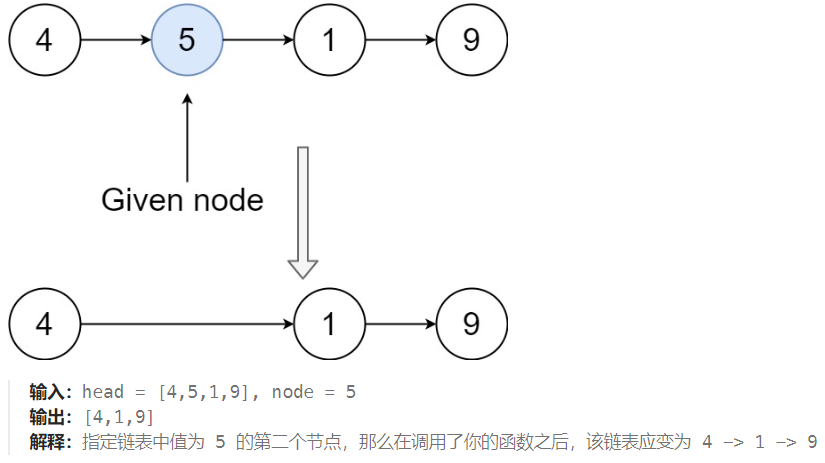 4 5 1 9
Given node
4 1 9
输入：head = [4,5,1,9], node = 5
输出：[4,1,9]
解释：指定链表中值为 5 的第二个节点，那么在调用了你的函数之后，该链表应变为 4 -> 1 -> 9